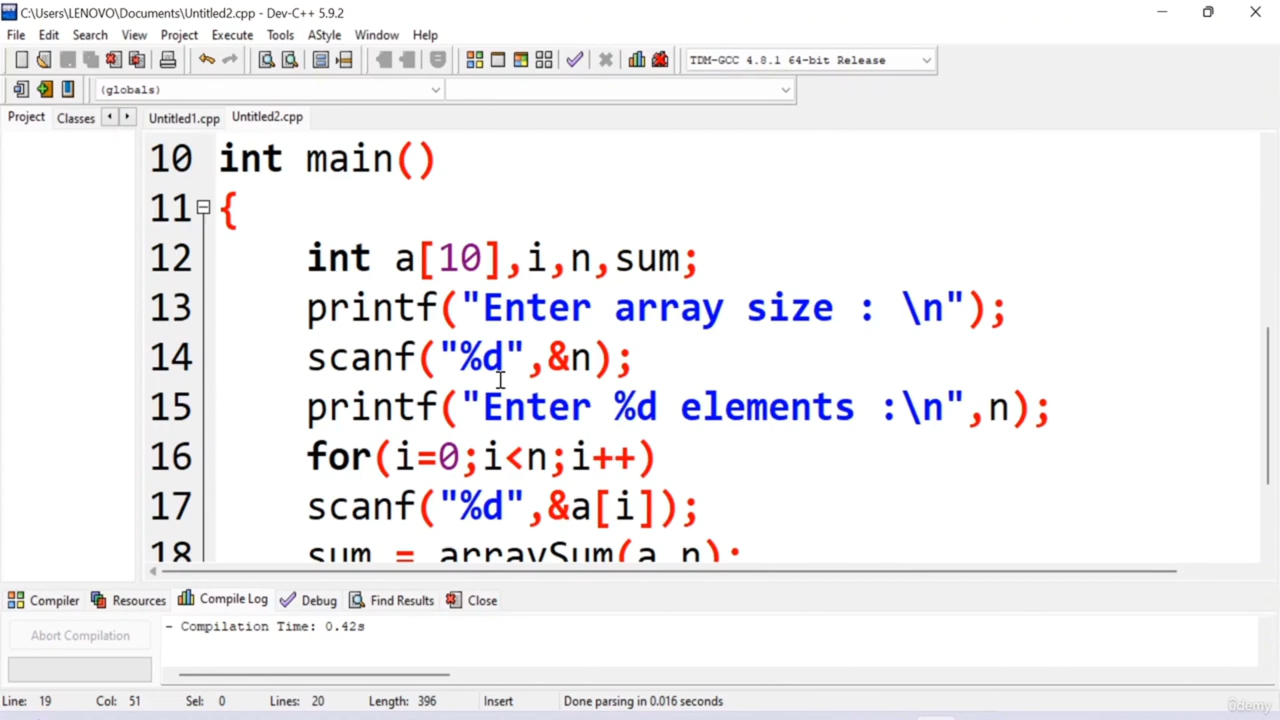 C:\Users\LENOVO\Documents\Untitled2.cpp - Dev-C++ 5.9.2
File Edit Search View Project Execute Tools AStyle Window Help
TDM-GCC 4.8.1 64-bit Release
(globals)
Project Classes Untitled1.cpp Untitled2.cpp
10 int main()
11 {
12 int a[10],i,n,sum;
13 printf("Enter array size : \n");
14 scanf("%d",&n);
15 printf("Enter %d elements :\n",n);
16 for(i=0;i<n;i++)
17 scanf("%d",&a[i]);
18 sum = arraySum(a,n);
Compiler Resources Compile Log Debug Find Results Close
Abort Compilation
- Compilation Time: 0.42s
Line: 19 Col: 51 Sel: 0 Lines: 20 Length: 396 Insert Done parsing in 0.016 seconds
ûdemy